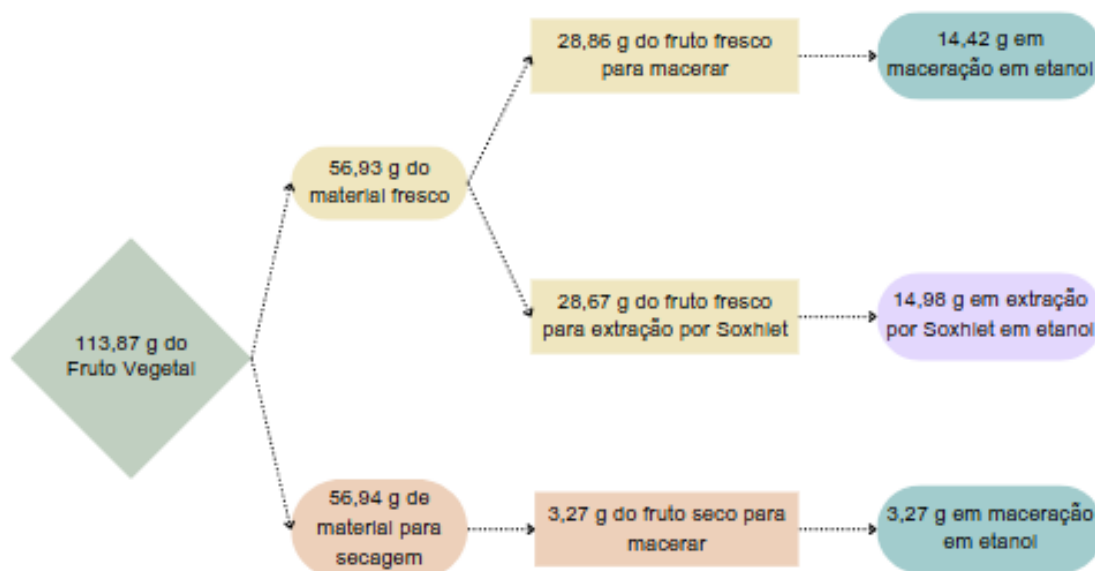 113,87 g do
Fruto Vegetal
56,93 g do
material fresco
28,86 g do fruto fresco
para macerar
14,42 g em
maceração em etanol
28,67 g do fruto fresco
para extração por Soxhlet
14,98 g em extração
por Soxhlet em etanol
56,94 g de
material para
secagem
3,27 g do fruto seco para
macerar
3,27 g em maceração
em etanol